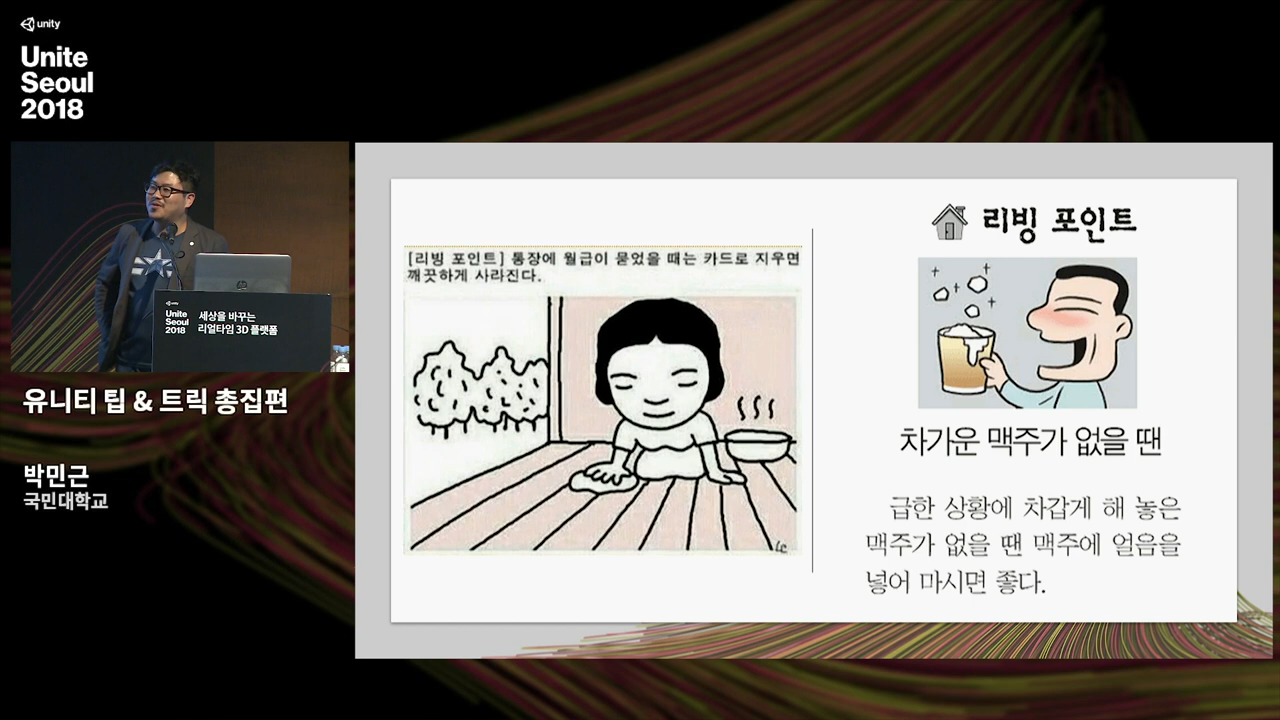 unity
Unite
Seoul
2018
unity
Unite
Seoul
2018
세상을 바꾸는
리얼타임 3D 플랫폼
유니티 팁 & 트릭 총집편
박민근
국민대학교
[리빙 포인트] 통장에 월급이 묻었을 때는 카드로 지우면
깨끗하게 사라진다.
리빙 포인트
차가운 맥주가 없을 땐
급한 상황에 차갑게 해 놓은
맥주가 없을 땐 맥주에 얼음을
넣어 마시면 좋다.